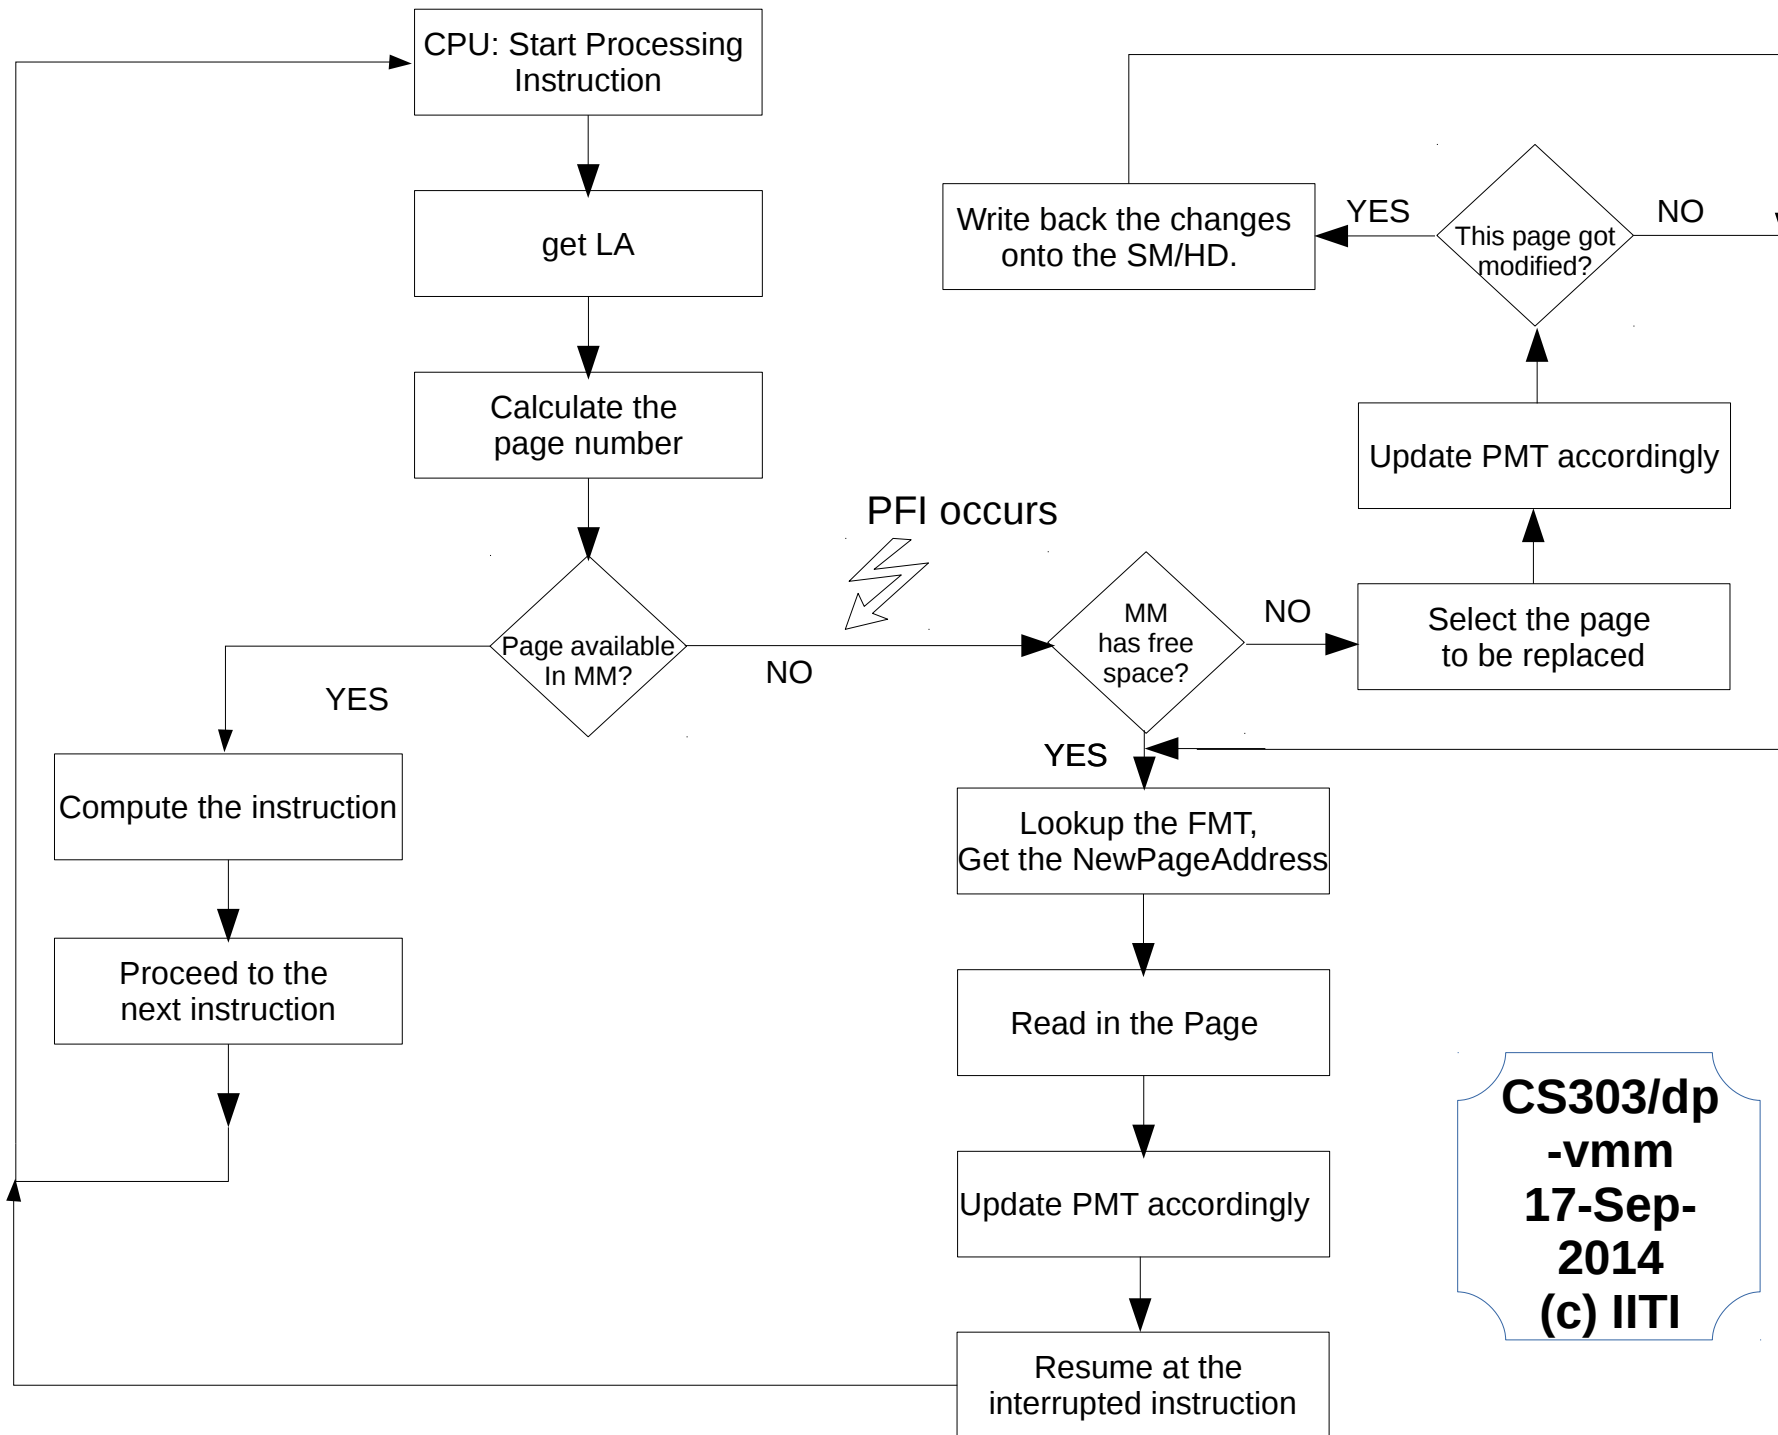 CPU: Start Processing
Instruction
get LA
Calculate the
page number
Page available
In MM?
YES
NO
Compute the instruction
Proceed to the
next instruction
PFI occurs
MM
has free
space?
NO
YES
Select the page
to be replaced
Update PMT accordingly
This page got
modified?
YES
NO
Write back the changes
onto the SM/HD.
Lookup the FMT,
Get the NewPageAddress
Read in the Page
Update PMT accordingly
Resume at the
interrupted instruction
CS303/dp
-vmm
17-Sep-
2014
(c) IITI